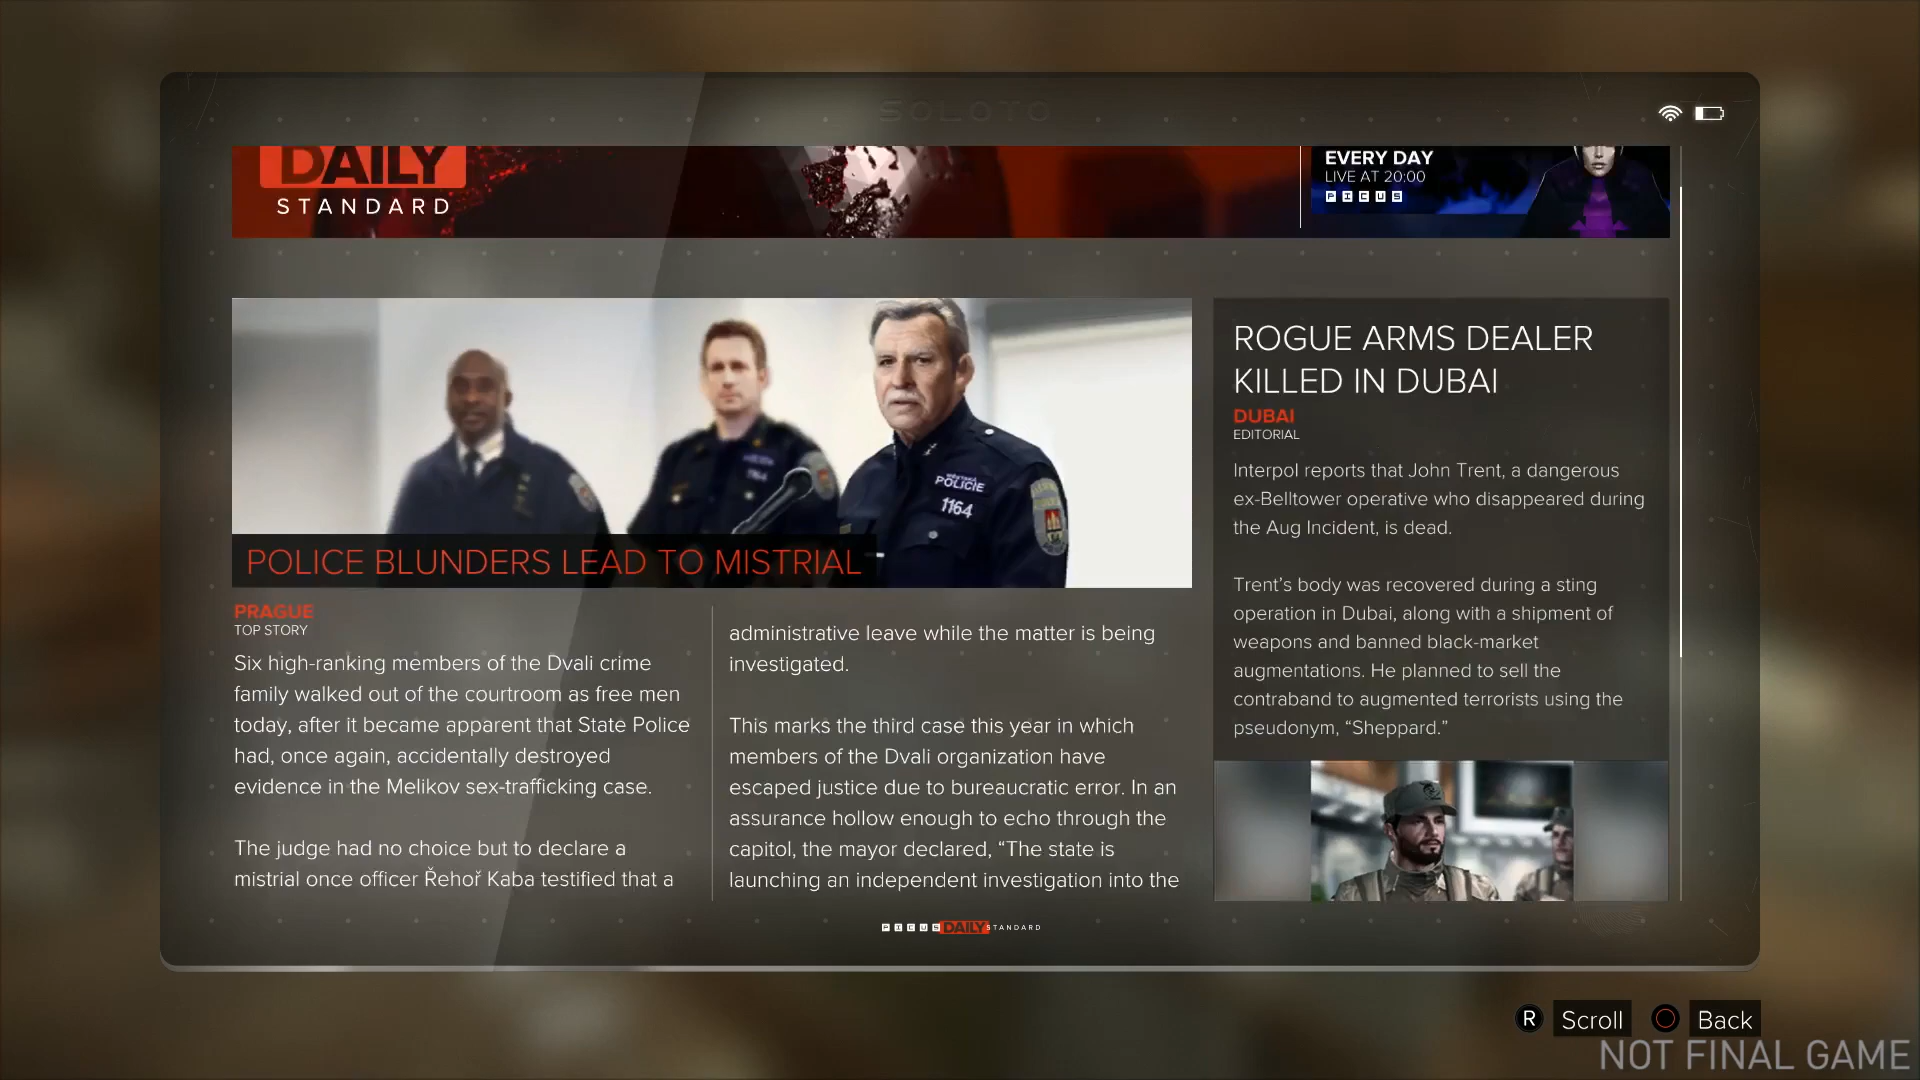 SOLOTO
DAILY
STANDARD
EVERY DAY
LIVE AT 20:00
PICUS
POLICIE
1164
POLICE BLUNDERS LEAD TO MISTRIAL
PRAGUE
TOP STORY
Six high-ranking members of the Dvali crime
family walked out of the courtroom as free men
today, after it became apparent that State Police
had, once again, accidentally destroyed
evidence in the Melikov sex-trafficking case.
The judge had no choice but to declare a
mistrial once officer Řehoř Kaba testified that a
administrative leave while the matter is being
investigated.
This marks the third case this year in which
members of the Dvali organization have
escaped justice due to bureaucratic error. In an
assurance hollow enough to echo through the
capitol, the mayor declared, “The state is
launching an independent investigation into the
ROGUE ARMS DEALER
KILLED IN DUBAI
DUBAI
EDITORIAL
Interpol reports that John Trent, a dangerous
ex-Belltower operative who disappeared during
the Aug Incident, is dead.
Trent’s body was recovered during a sting
operation in Dubai, along with a shipment of
weapons and banned black-market
augmentations. He planned to sell the
contraband to augmented terrorists using the
pseudonym, “Sheppard.”
PICUS DAILY STANDARD
R Scroll Back
NOT FINAL GAME